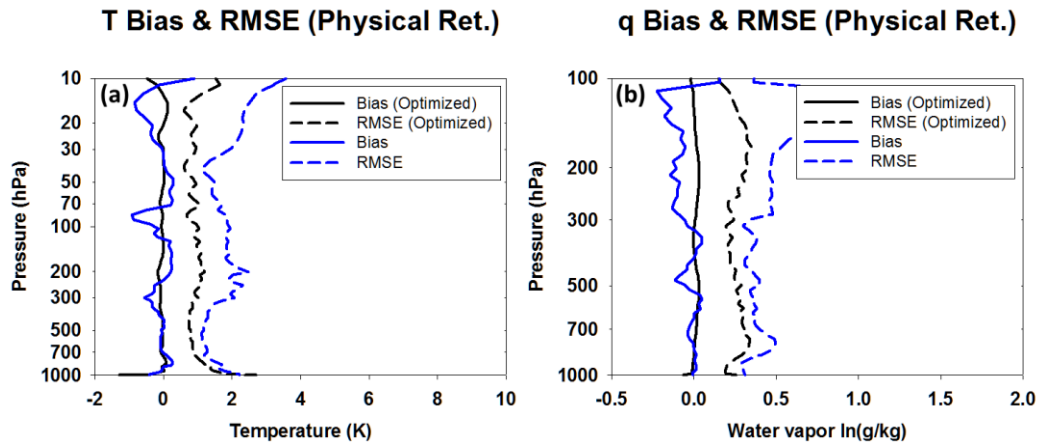 T Bias & RMSE (Physical Ret.)
q Bias & RMSE (Physical Ret.)
(a)
Bias (Optimized)
RMSE (Optimized)
Bias
RMSE
Pressure (hPa)
10
20
30
50
70
100
200
300
500
700
1000
-2
0
2
4
6
8
10
Temperature (K)
(b)
Bias (Optimized)
RMSE (Optimized)
Bias
RMSE
Pressure (hPa)
100
200
300
500
700
1000
-0.5
0.0
0.5
1.0
1.5
2.0
Water vapor ln(g/kg)